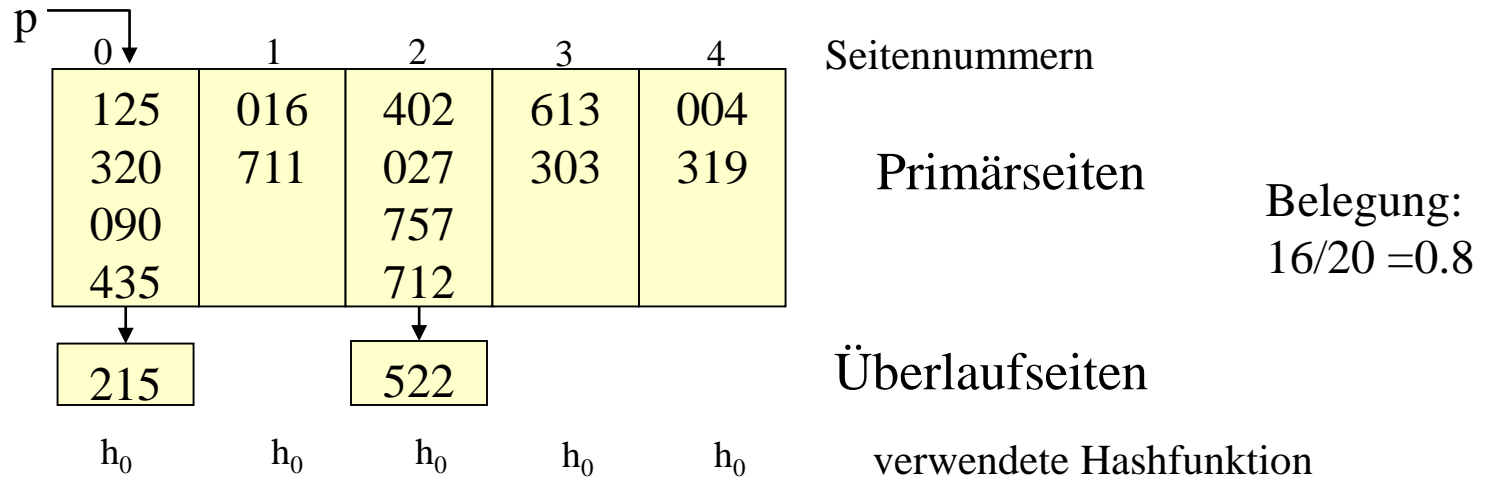 p
0 1 2 3 4 Seitennummern
125 016 402 613 004
320 711 027 303 319 Primärseiten
090 757 Belegung:
435 712 16/20 =0.8
215 522 Überlaufseiten
h₀ h₀ h₀ h₀ h₀ verwendete Hashfunktion